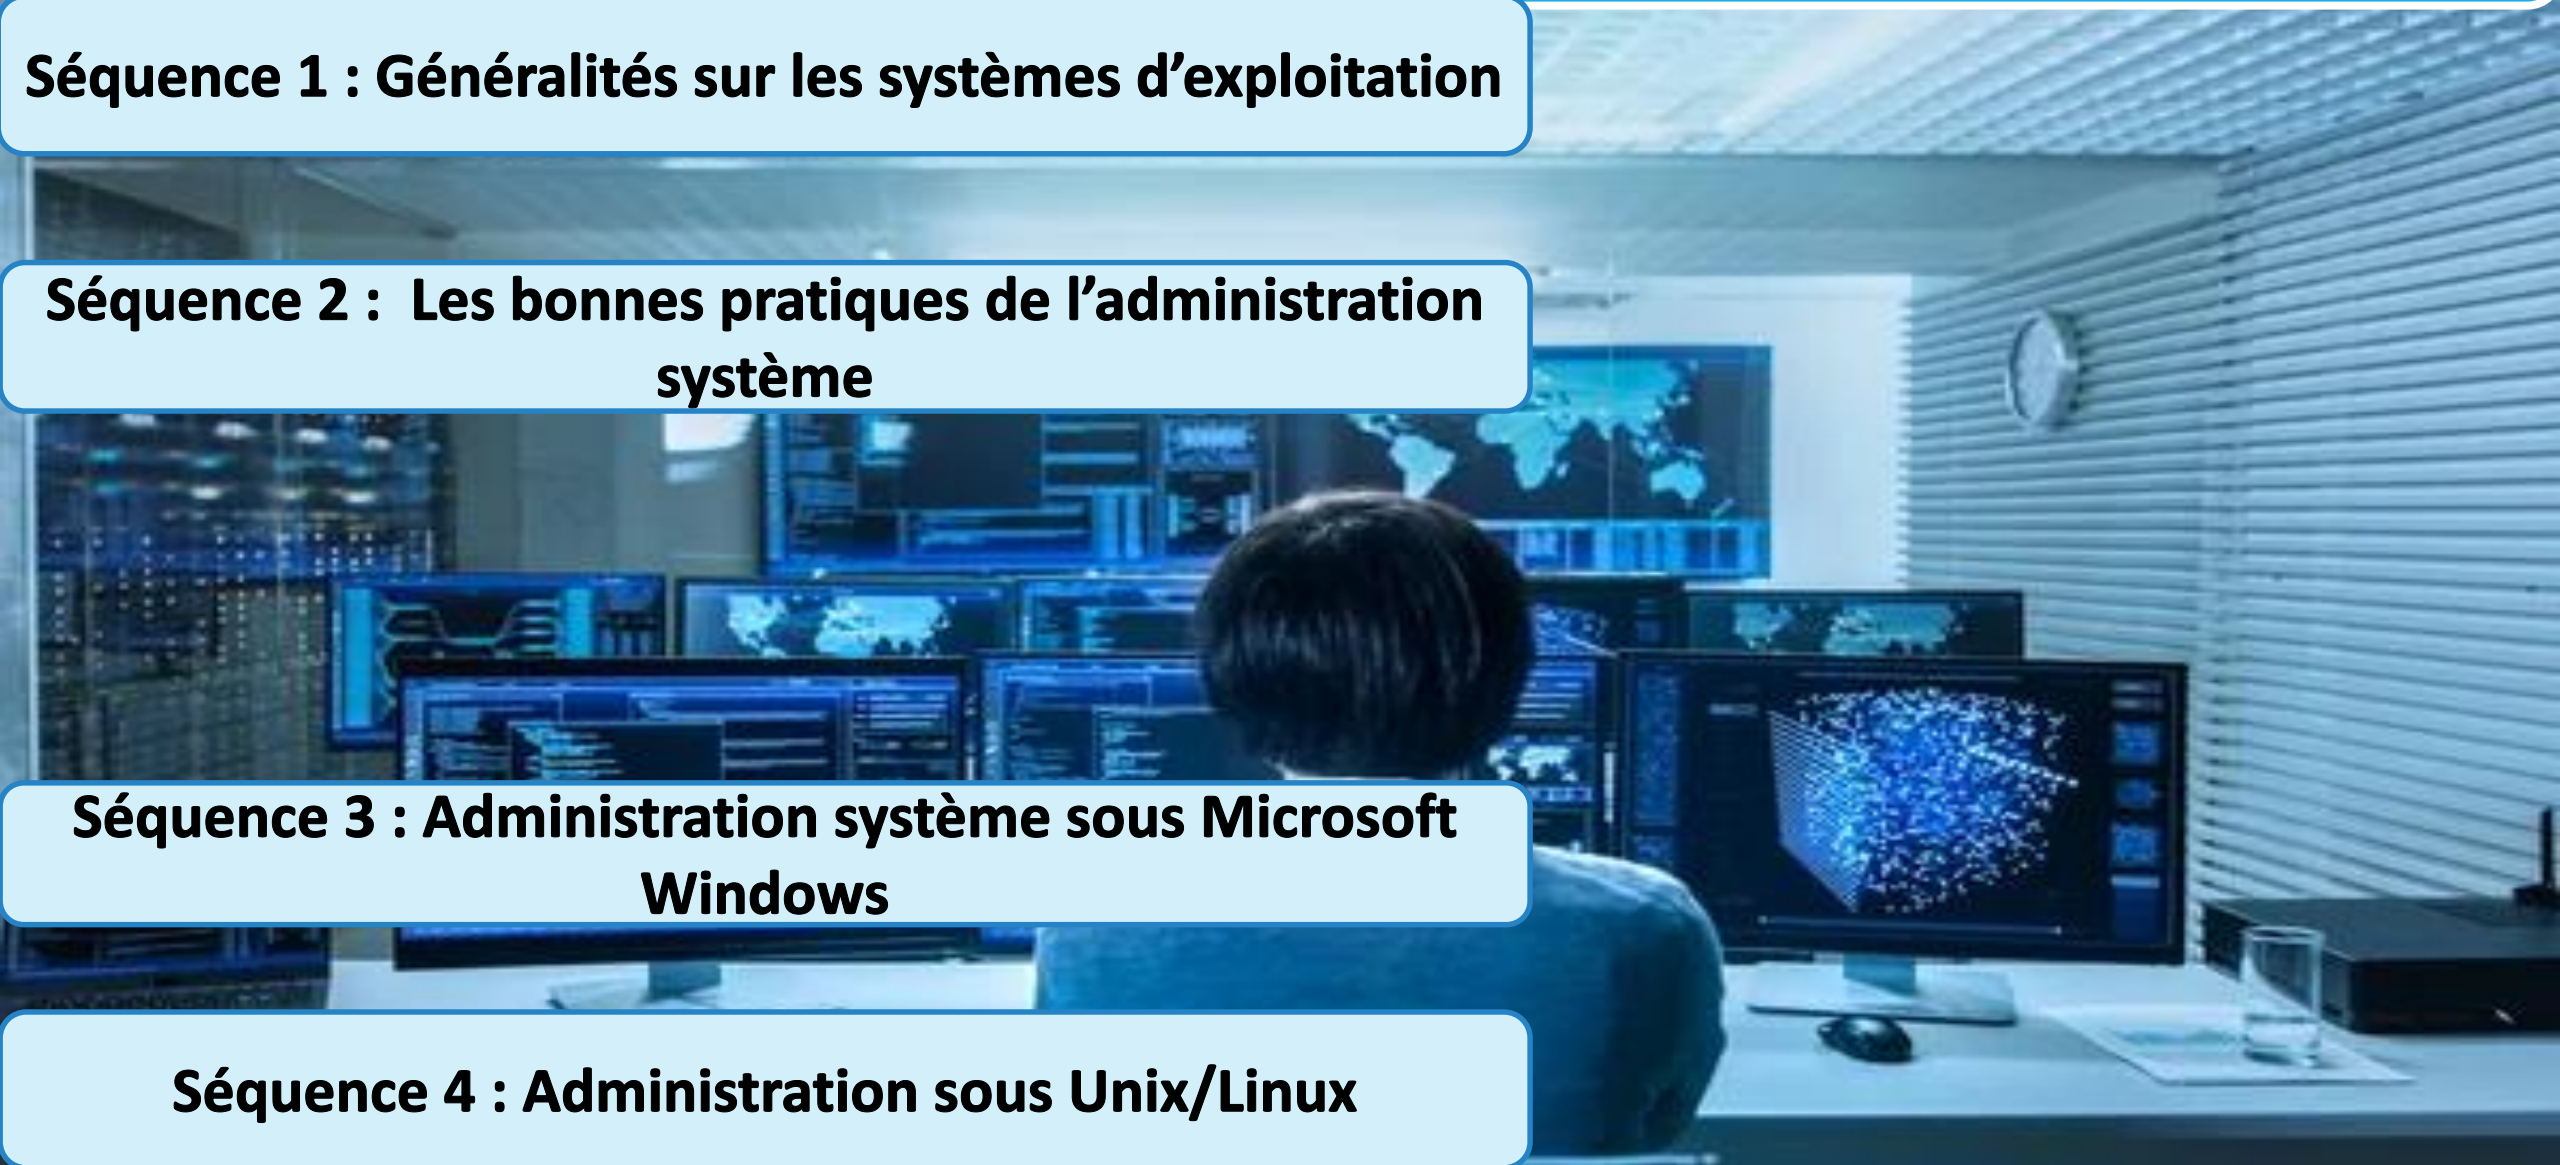 Séquence 1 : Généralités sur les systèmes d’exploitation
Séquence 2 :  Les bonnes pratiques de l’administration
système
Séquence 3 : Administration système sous Microsoft
Windows
Séquence 4 : Administration sous Unix/Linux